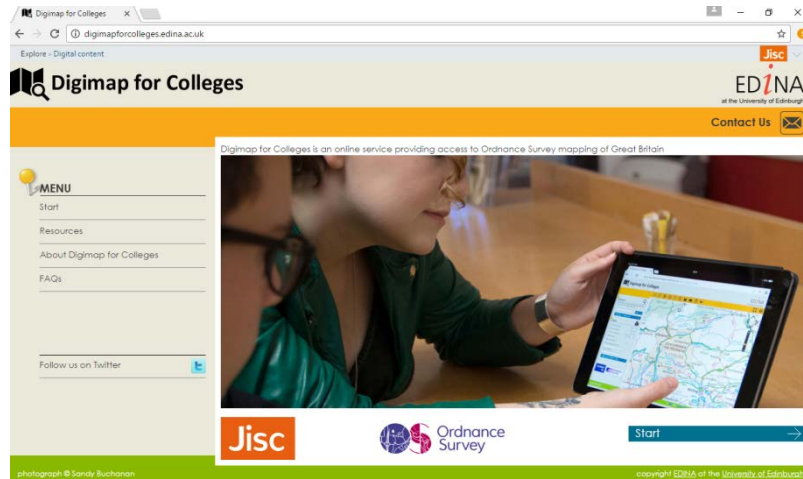 Digimap for Colleges
digimapforcolleges.edina.ac.uk
Explore » Digital content
Jisc
Digimap for Colleges
EDINA
at the University of Edinburgh
Contact Us
Digimap for Colleges is an online service providing access to Ordnance Survey mapping of Great Britain
MENU
Start
Resources
About Digimap for Colleges
FAQs
Follow us on Twitter
Jisc
Ordnance
Survey
Start
photograph © Sandy Buchanan
copyright EDINA at the University of Edinburgh